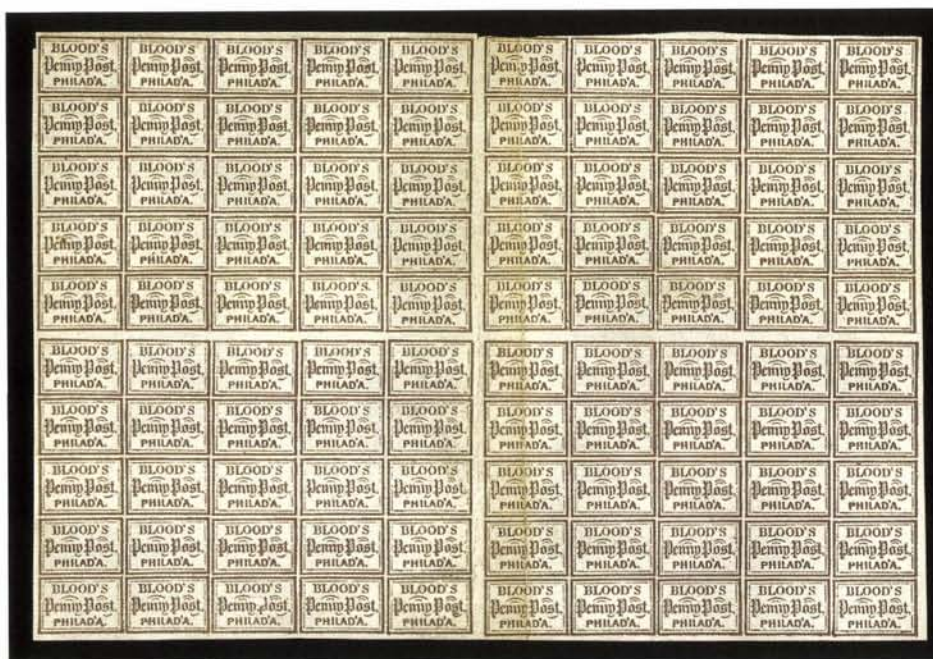 BLOOD'S BLOOD'S BLOOD'S BLOOD'S BLOOD'S BLOOD'S BLOOD'S BLOOD'S BLOOD'S BLOOD'S
Penny Post, Penny Post, Penny Post, Penny Post, Penny Post, Penny Post, Penny Post, Penny Post, Penny Post, Penny Post,
PHILAD'A. PHILAD'A. PHILAD'A. PHILAD'A. PHILAD'A. PHILAD'A. PHILAD'A. PHILAD'A. PHILAD'A. PHILAD'A.
BLOOD'S BLOOD'S BLOOD'S BLOOD'S BLOOD'S BLOOD'S BLOOD'S BLOOD'S BLOOD'S BLOOD'S
Penny Post, Penny Post, Penny Post, Penny Post, Penny Post, Penny Post, Penny Post, Penny Post, Penny Post, Penny Post,
PHILAD'A. PHILAD'A. PHILAD'A. PHILAD'A. PHILAD'A. PHILAD'A. PHILAD'A. PHILAD'A. PHILAD'A. PHILAD'A.
BLOOD'S BLOOD'S BLOOD'S BLOOD'S BLOOD'S BLOOD'S BLOOD'S BLOOD'S BLOOD'S BLOOD'S
Penny Post, Penny Post, Penny Post, Penny Post, Penny Post, Penny Post, Penny Post, Penny Post, Penny Post, Penny Post,
PHILAD'A. PHILAD'A. PHILAD'A. PHILAD'A. PHILAD'A. PHILAD'A. PHILAD'A. PHILAD'A. PHILAD'A. PHILAD'A.
BLOOD'S BLOOD'S BLOOD'S BLOOD'S BLOOD'S BLOOD'S BLOOD'S BLOOD'S BLOOD'S BLOOD'S
Penny Post, Penny Post, Penny Post, Penny Post, Penny Post, Penny Post, Penny Post, Penny Post, Penny Post, Penny Post,
PHILAD'A. PHILAD'A. PHILAD'A. PHILAD'A. PHILAD'A. PHILAD'A. PHILAD'A. PHILAD'A. PHILAD'A. PHILAD'A.
BLOOD'S BLOOD'S BLOOD'S BLOOD'S BLOOD'S BLOOD'S BLOOD'S BLOOD'S BLOOD'S BLOOD'S
Penny Post, Penny Post, Penny Post, Penny Post, Penny Post, Penny Post, Penny Post, Penny Post, Penny Post, Penny Post,
PHILAD'A. PHILAD'A. PHILAD'A. PHILAD'A. PHILAD'A. PHILAD'A. PHILAD'A. PHILAD'A. PHILAD'A. PHILAD'A.
BLOOD'S BLOOD'S BLOOD'S BLOOD'S BLOOD'S BLOOD'S BLOOD'S BLOOD'S BLOOD'S BLOOD'S
Penny Post, Penny Post, Penny Post, Penny Post, Penny Post, Penny Post, Penny Post, Penny Post, Penny Post, Penny Post,
PHILAD'A. PHILAD'A. PHILAD'A. PHILAD'A. PHILAD'A. PHILAD'A. PHILAD'A. PHILAD'A. PHILAD'A. PHILAD'A.
BLOOD'S BLOOD'S BLOOD'S BLOOD'S BLOOD'S BLOOD'S BLOOD'S BLOOD'S BLOOD'S BLOOD'S
Penny Post, Penny Post, Penny Post, Penny Post, Penny Post, Penny Post, Penny Post, Penny Post, Penny Post, Penny Post,
PHILAD'A. PHILAD'A. PHILAD'A. PHILAD'A. PHILAD'A. PHILAD'A. PHILAD'A. PHILAD'A. PHILAD'A. PHILAD'A.
BLOOD'S BLOOD'S BLOOD'S BLOOD'S BLOOD'S BLOOD'S BLOOD'S BLOOD'S BLOOD'S BLOOD'S
Penny Post, Penny Post, Penny Post, Penny Post, Penny Post, Penny Post, Penny Post, Penny Post, Penny Post, Penny Post,
PHILAD'A. PHILAD'A. PHILAD'A. PHILAD'A. PHILAD'A. PHILAD'A. PHILAD'A. PHILAD'A. PHILAD'A. PHILAD'A.
BLOOD'S BLOOD'S BLOOD'S BLOOD'S BLOOD'S BLOOD'S BLOOD'S BLOOD'S BLOOD'S BLOOD'S
Penny Post, Penny Post, Penny Post, Penny Post, Penny Post, Penny Post, Penny Post, Penny Post, Penny Post, Penny Post,
PHILAD'A. PHILAD'A. PHILAD'A. PHILAD'A. PHILAD'A. PHILAD'A. PHILAD'A. PHILAD'A. PHILAD'A. PHILAD'A.
BLOOD'S BLOOD'S BLOOD'S BLOOD'S BLOOD'S BLOOD'S BLOOD'S BLOOD'S BLOOD'S BLOOD'S
Penny Post, Penny Post, Penny Post, Penny Post, Penny Post, Penny Post, Penny Post, Penny Post, Penny Post, Penny Post,
PHILAD'A. PHILAD'A. PHILAD'A. PHILAD'A. PHILAD'A. PHILAD'A. PHILAD'A. PHILAD'A. PHILAD'A. PHILAD'A.